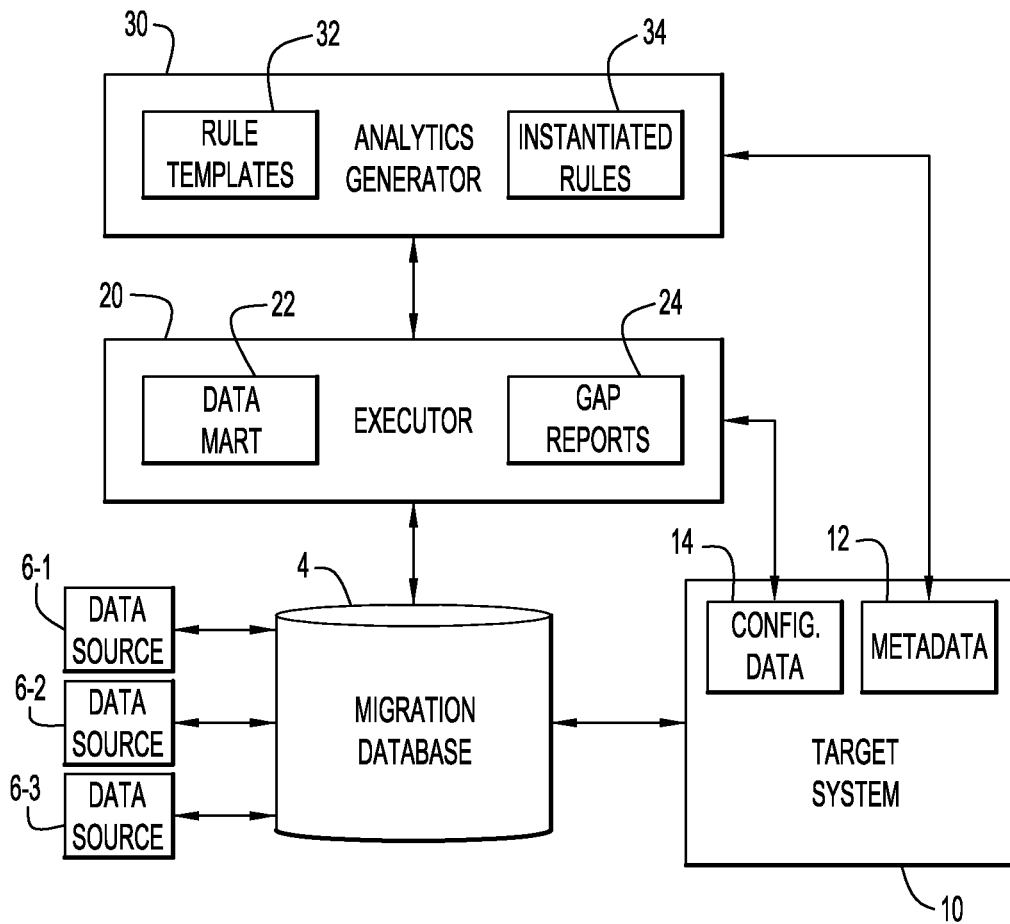 30
32
34
RULE
TEMPLATES
ANALYTICS
GENERATOR
INSTANTIATED
RULES
20
22
24
DATA
MART
EXECUTOR
GAP
REPORTS
6-1
DATA
SOURCE
6-2
DATA
SOURCE
6-3
DATA
SOURCE
4
MIGRATION
DATABASE
14
12
CONFIG.
DATA
METADATA
TARGET
SYSTEM
10